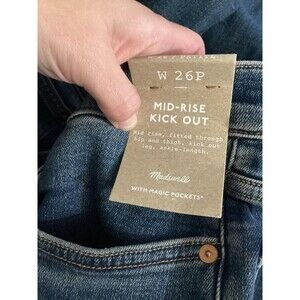 W 26P
MID-RISE
KICK OUT
Mid rise, fitted through
hip and thigh, kick out
leg, ankle-length.
Madewell
WITH MAGIC POCKETS*